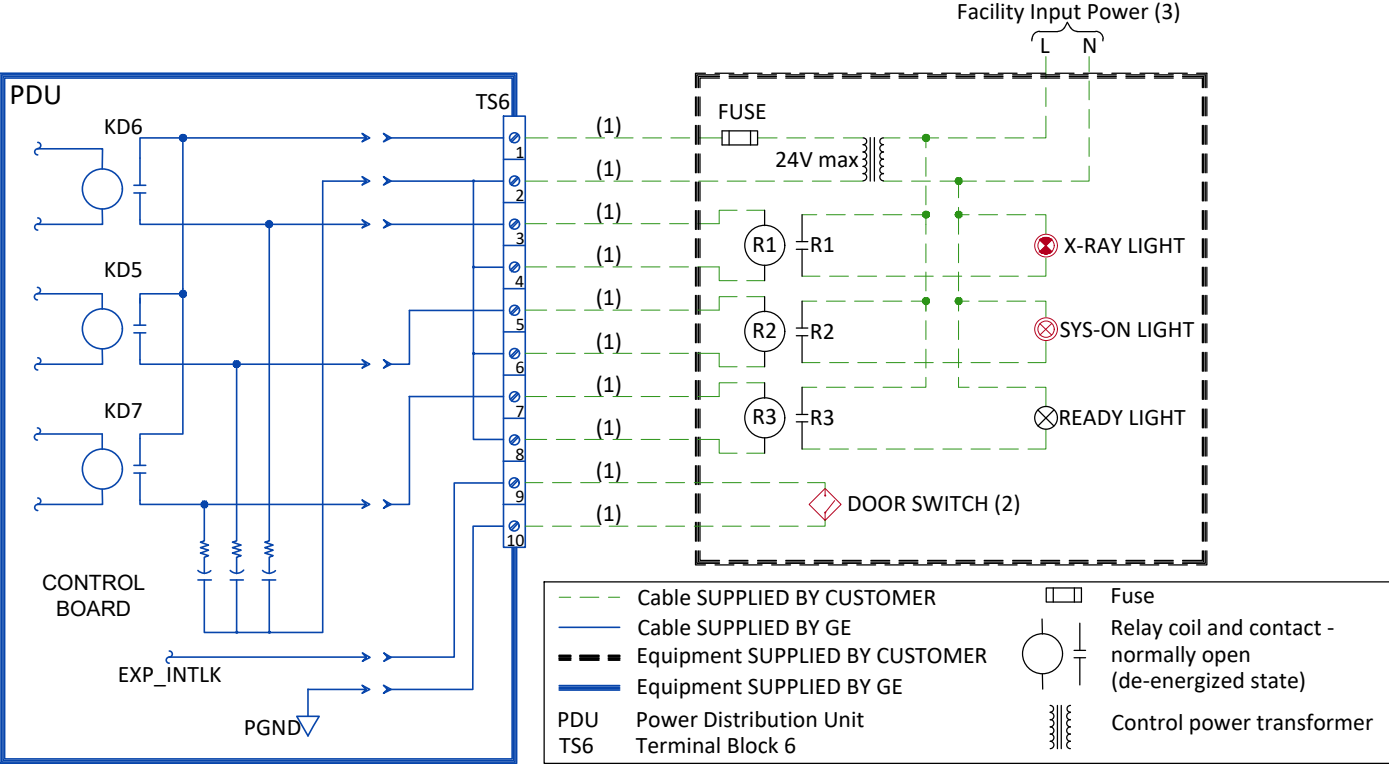 Facility Input Power (3)
L N
PDU
TS6
KD6
FUSE
24V max
(1)
1
(1)
2
(1)
3
(1)
4
(1)
5
(1)
6
(1)
7
(1)
8
(1)
9
(1)
10
R1 R1 X-RAY LIGHT
KD5
R2 R2 SYS-ON LIGHT
KD7
R3 R3 READY LIGHT
DOOR SWITCH (2)
CONTROL
BOARD
EXP_INTLK
PGND
Cable SUPPLIED BY CUSTOMER
Cable SUPPLIED BY GE
Equipment SUPPLIED BY CUSTOMER
Equipment SUPPLIED BY GE
PDU Power Distribution Unit
TS6 Terminal Block 6
Fuse
Relay coil and contact -
normally open
(de-energized state)
Control power transformer